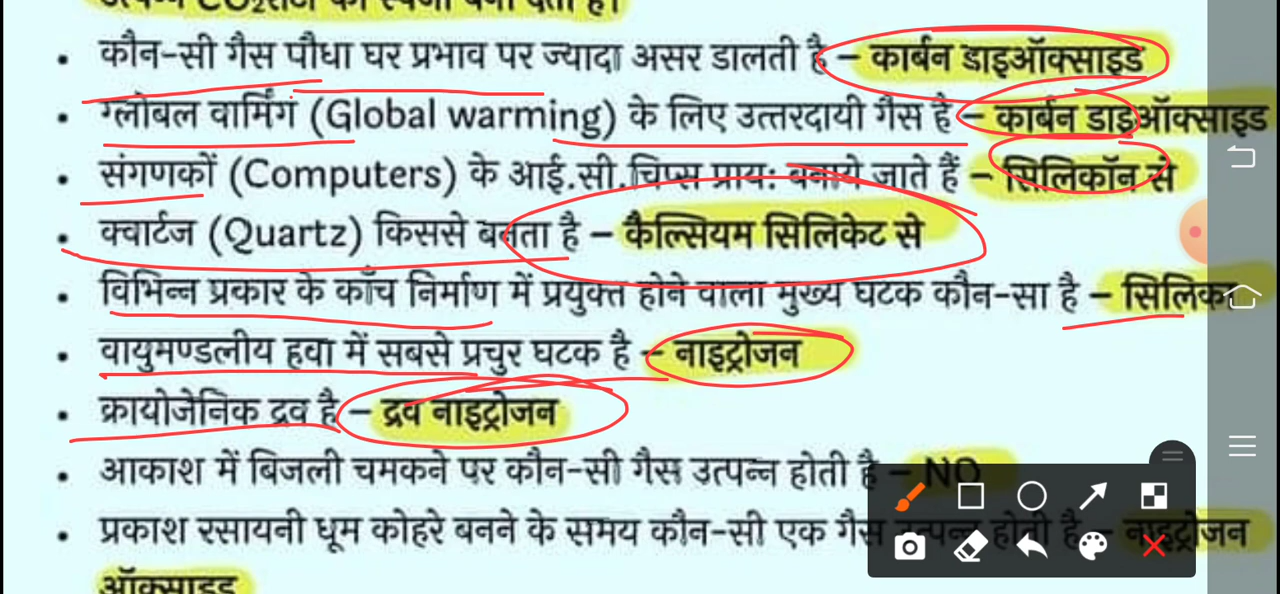 उत्पन्न CO₂
• कौन-सी गैस पौधा घर प्रभाव पर ज्यादा असर डालती है – कार्बन डाइऑक्साइड
• ग्लोबल वार्मिंग (Global warming) के लिए उत्तरदायी गैस है – कार्बन डाइऑक्साइड
• संगणकों (Computers) के आई.सी.चिप्स प्राय: बनाये जाते हैं – सिलिकॉन से
• क्वार्टज (Quartz) किससे बनता है – कैल्सियम सिलिकेट से
• विभिन्न प्रकार के काँच निर्माण में प्रयुक्त होने वाला मुख्य घटक कौन-सा है – सिलिका
• वायुमण्डलीय हवा में सबसे प्रचुर घटक है – नाइट्रोजन
• क्रायोजेनिक द्रव है – द्रव नाइट्रोजन
• आकाश में बिजली चमकने पर कौन-सी गैस उत्पन्न होती है – NO
• प्रकाश रसायनी धूम कोहरे बनने के समय कौन-सी एक गैस उत्पन्न होती है – नाइट्रोजन
ऑक्साइड